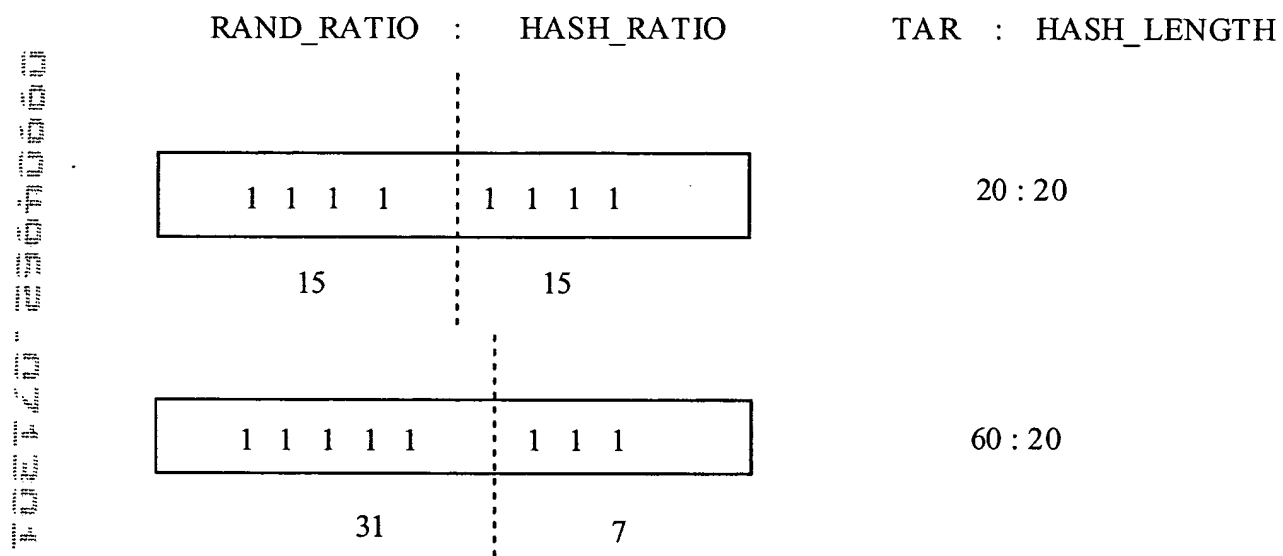 RAND_RATIO : HASH_RATIO TAR : HASH_LENGTH
1 1 1 1 1 1 1 1 20 : 20
15 15
1 1 1 1 1 1 1 1 60 : 20
31 7